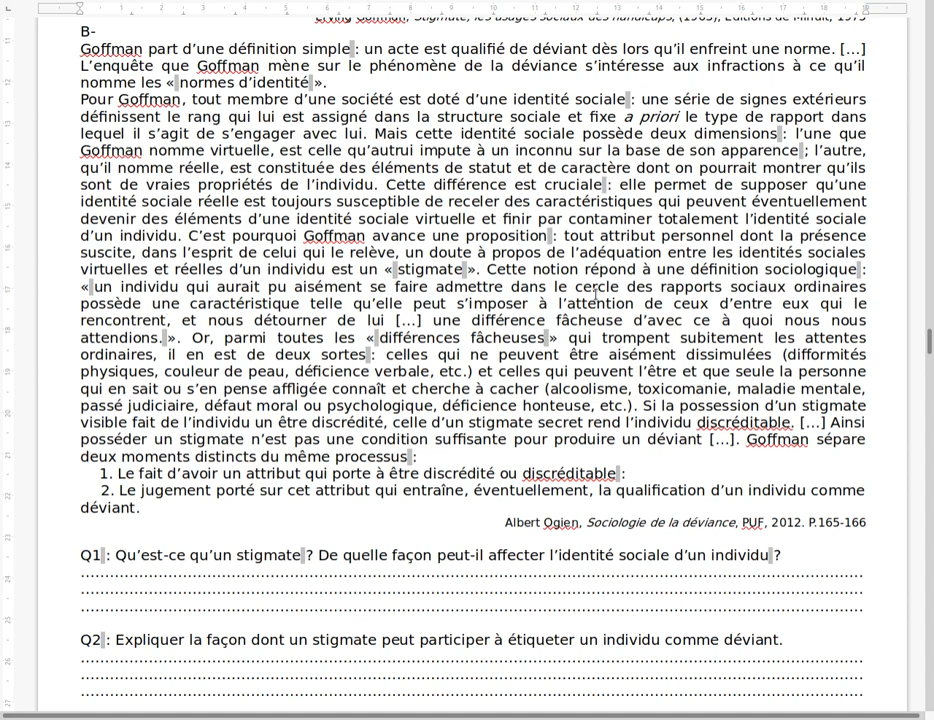 Erving Goffman, Stigmate, les usages sociaux des handicaps, (1963), Editions de Minuit, 1975
B-
Goffman part d’une définition simple : un acte est qualifié de déviant dès lors qu’il enfreint une norme. […]
L’enquête que Goffman mène sur le phénomène de la déviance s’intéresse aux infractions à ce qu’il
nomme les « normes d’identité ».
Pour Goffman, tout membre d’une société est doté d’une identité sociale : une série de signes extérieurs
définissent le rang qui lui est assigné dans la structure sociale et fixe a priori le type de rapport dans
lequel il s’agit de s’engager avec lui. Mais cette identité sociale possède deux dimensions : l’une que
Goffman nomme virtuelle, est celle qu’autrui impute à un inconnu sur la base de son apparence ; l’autre,
qu’il nomme réelle, est constituée des éléments de statut et de caractère dont on pourrait montrer qu’ils
sont de vraies propriétés de l’individu. Cette différence est cruciale : elle permet de supposer qu’une
identité sociale réelle est toujours susceptible de receler des caractéristiques qui peuvent éventuellement
devenir des éléments d’une identité sociale virtuelle et finir par contaminer totalement l’identité sociale
d’un individu. C’est pourquoi Goffman avance une proposition : tout attribut personnel dont la présence
suscite, dans l’esprit de celui qui le relève, un doute à propos de l’adéquation entre les identités sociales
virtuelles et réelles d’un individu est un « stigmate ». Cette notion répond à une définition sociologique :
« un individu qui aurait pu aisément se faire admettre dans le cercle des rapports sociaux ordinaires
possède une caractéristique telle qu’elle peut s’imposer à l’attention de ceux d’entre eux qui le
rencontrent, et nous détourner de lui […] une différence fâcheuse d’avec ce à quoi nous nous
attendions. ». Or, parmi toutes les « différences fâcheuses » qui trompent subitement les attentes
ordinaires, il en est de deux sortes : celles qui ne peuvent être aisément dissimulées (difformités
physiques, couleur de peau, déficience verbale, etc.) et celles qui peuvent l’être et que seule la personne
qui en sait ou s’en pense affligée connaît et cherche à cacher (alcoolisme, toxicomanie, maladie mentale,
passé judiciaire, défaut moral ou psychologique, déficience honteuse, etc.). Si la possession d’un stigmate
visible fait de l’individu un être discrédité, celle d’un stigmate secret rend l’individu discréditable. […] Ainsi
posséder un stigmate n’est pas une condition suffisante pour produire un déviant […]. Goffman sépare
deux moments distincts du même processus :
1. Le fait d’avoir un attribut qui porte à être discrédité ou discréditable :
2. Le jugement porté sur cet attribut qui entraîne, éventuellement, la qualification d’un individu comme
déviant.
Albert Ogien, Sociologie de la déviance, PUF, 2012. P.165-166
Q1 : Qu’est-ce qu’un stigmate ? De quelle façon peut-il affecter l’identité sociale d’un individu ?
Q2 : Expliquer la façon dont un stigmate peut participer à étiqueter un individu comme déviant.